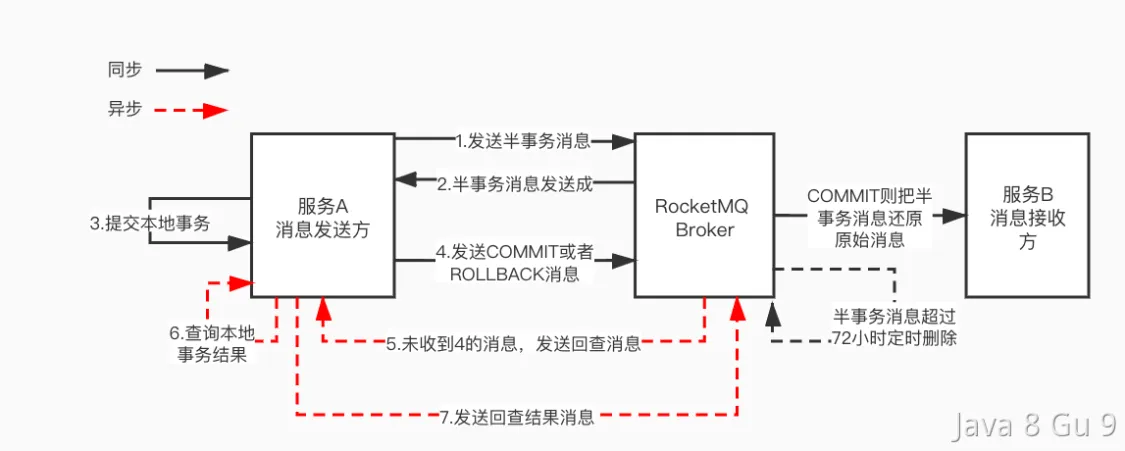 同步
异步
1.发送半事务消息
2.半事务消息发送成
服务A
消息发送方
3.提交本地事务
RocketMQ
Broker
COMMIT则把半
事务消息还原
原始消息
服务B
消息接收
方
4.发送COMMIT或者
ROLLBACK消息
6.查询本地
事务结果
5.未收到4的消息，发送回查消息
半事务消息超过
72小时定时删除
7.发送回查结果消息
Java 8 Gu 9